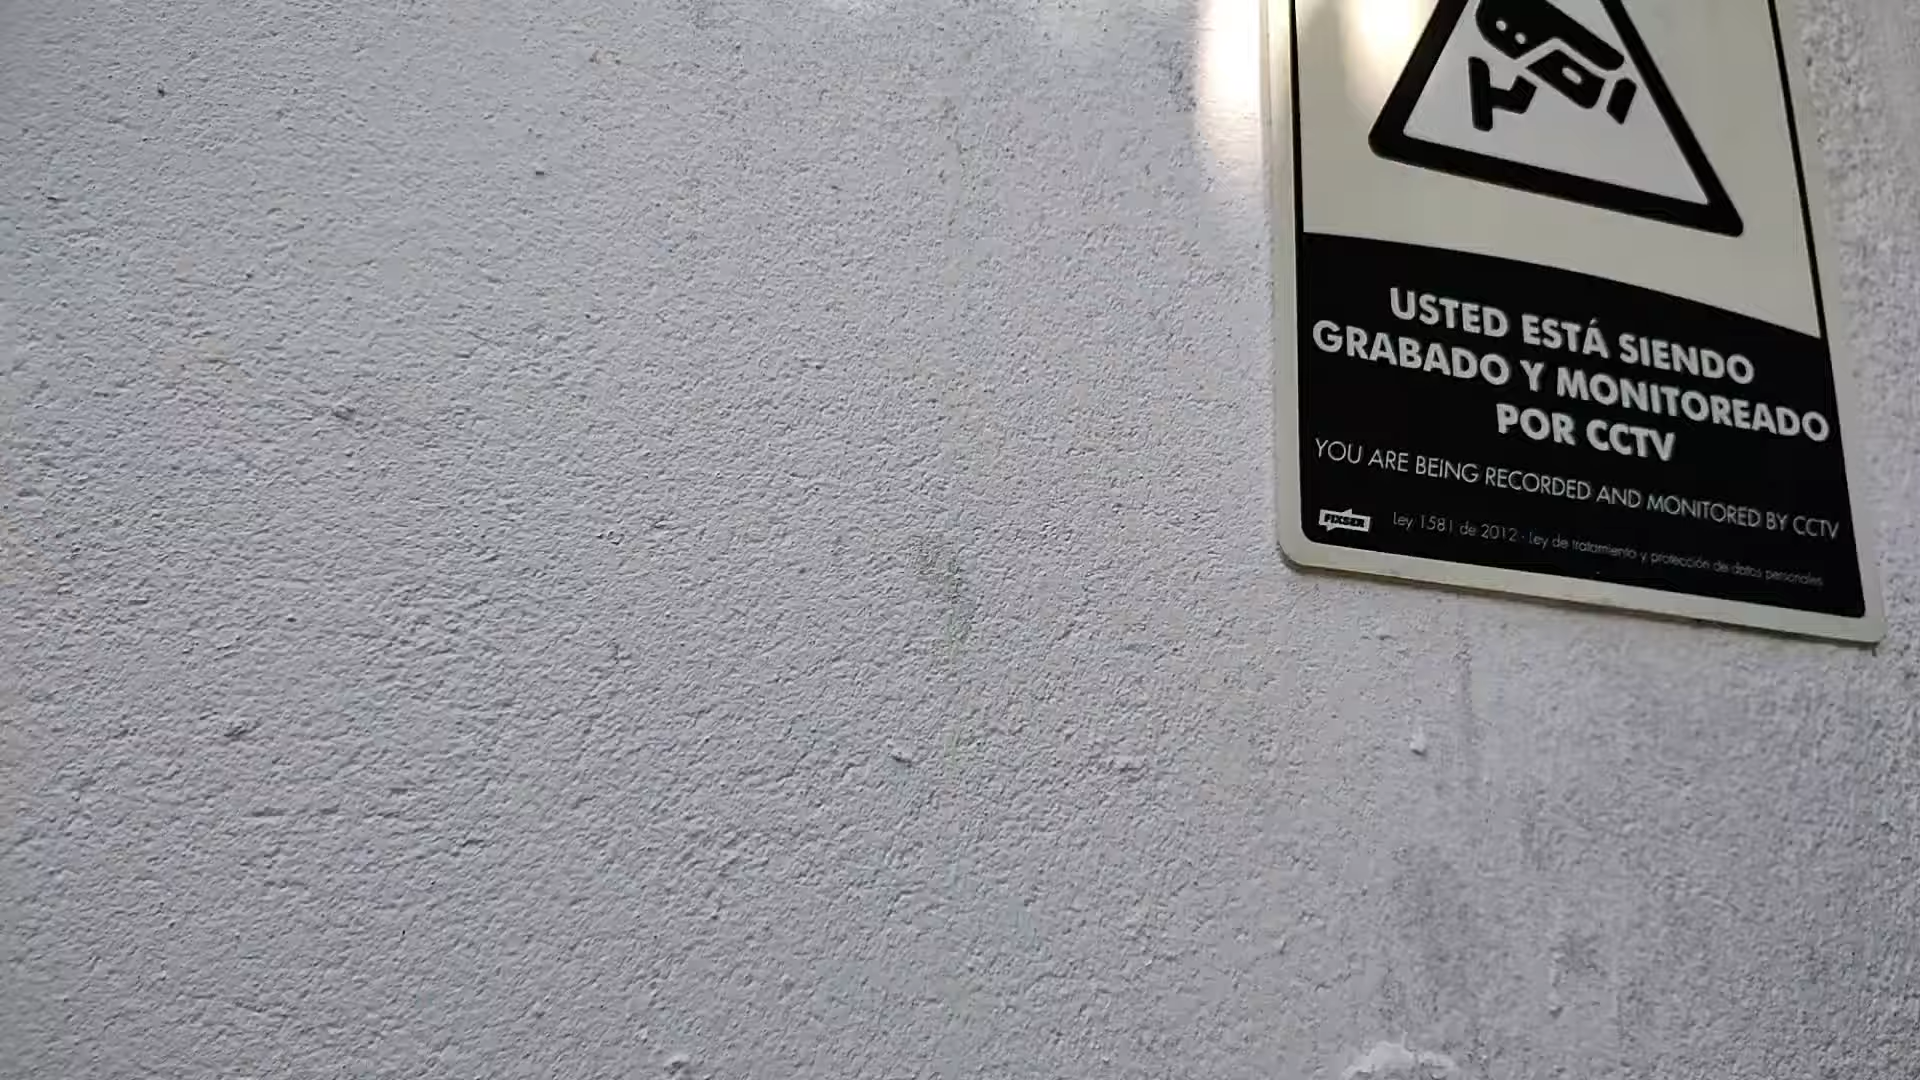 USTED ESTÁ SIENDO
GRABADO Y MONITOREADO
POR CCTV
YOU ARE BEING RECORDED AND MONITORED BY CCTV
FIXSER
Ley 1581 de 2012 - Ley de tratamiento y protección de datos personales